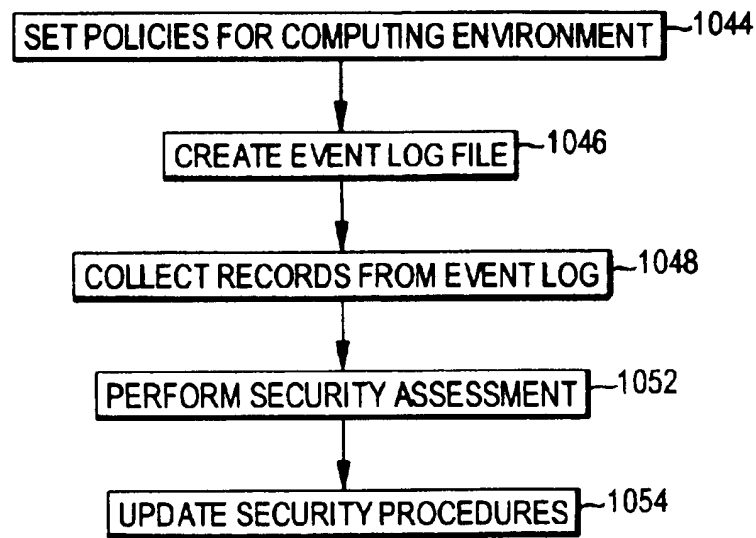 SET POLICIES FOR COMPUTING ENVIRONMENT 1044
CREATE EVENT LOG FILE 1046
COLLECT RECORDS FROM EVENT LOG 1048
PERFORM SECURITY ASSESSMENT 1052
UPDATE SECURITY PROCEDURES 1054